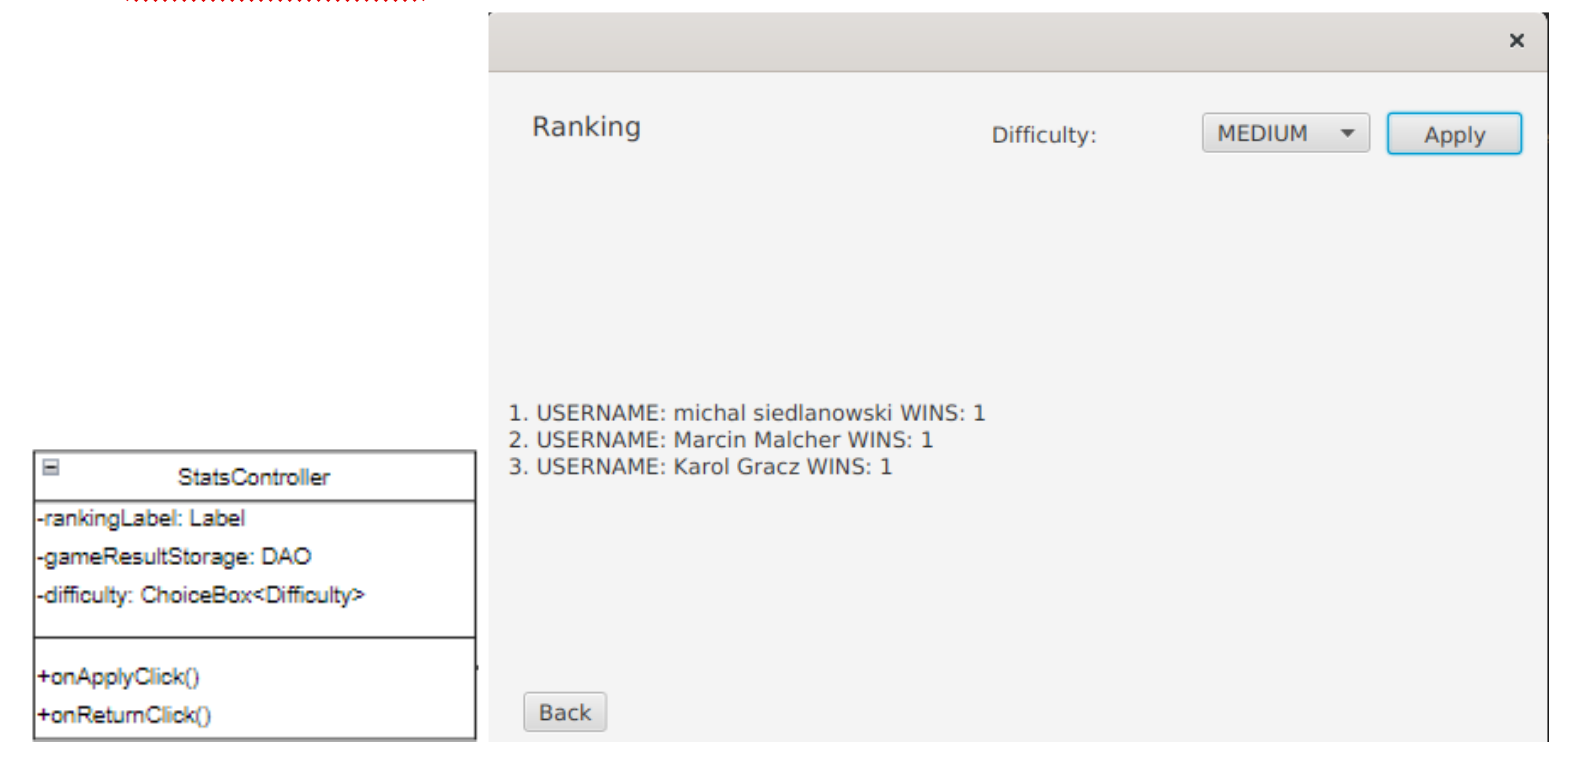 Ranking
Difficulty:
MEDIUM
Apply
1. USERNAME: michal siedlanowski WINS: 1
2. USERNAME: Marcin Malcher WINS: 1
3. USERNAME: Karol Gracz WINS: 1
Back
StatsController
-rankingLabel: Label
-gameResultStorage: DAO
-difficulty: ChoiceBox<Difficulty>
+onApplyClick()
+onReturnClick()